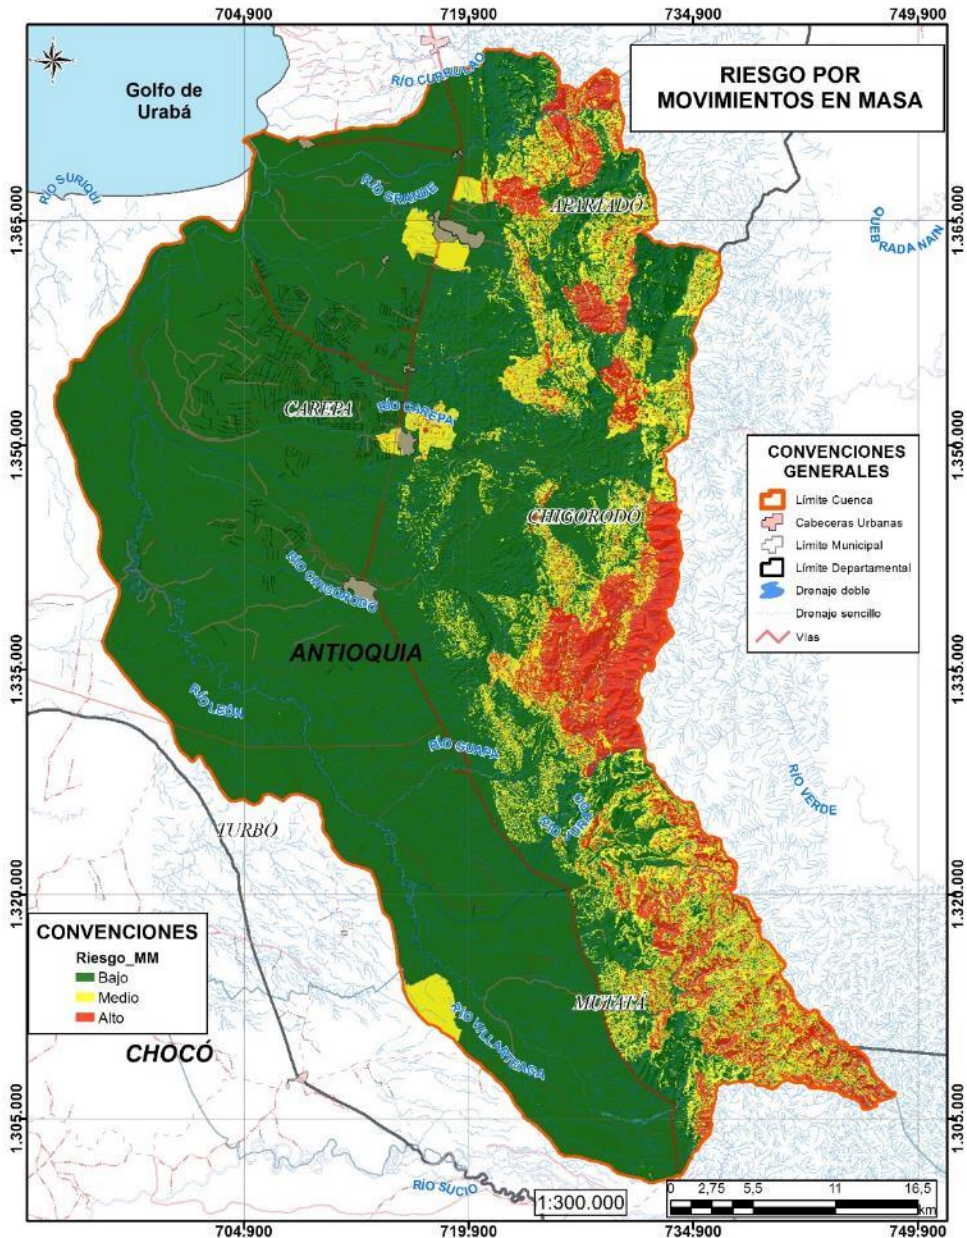 704,900
719,900
734,900
749,900
RIESGO POR
MOVIMIENTOS EN MASA
Golfo de
Urabá
RÍO CURRULAO
RÍO SURIQUI
RÍO GRANDE
APARTADÓ
QUEBRADA NAIN
1.365.000
1.365.000
CAREPA
RÍO CAREPA
1.350.000
1.350.000
CONVENCIONES
GENERALES
Límite Cuenca
Cabeceras Urbanas
Límite Municipal
Límite Departamental
Drenaje doble
Drenaje sencillo
Vías
CHIGORODÓ
RÍO CHIGORODÓ
ANTIOQUIA
1.335.000
1.335.000
RÍO LEÓN
RÍO GUAPA
RÍO VERDE
RÍO
TURBO
1.320.000
1.320.000
CONVENCIONES
Riesgo_MM
Bajo
Medio
Alto
MUTATÁ
RÍO VILLARTEAGA
CHOCÓ
1.305.000
1.305.000
RÍO SUCIO
1:300.000
0 2,75 5,5 11 16,5
km
704,900
719,900
734,900
749,900